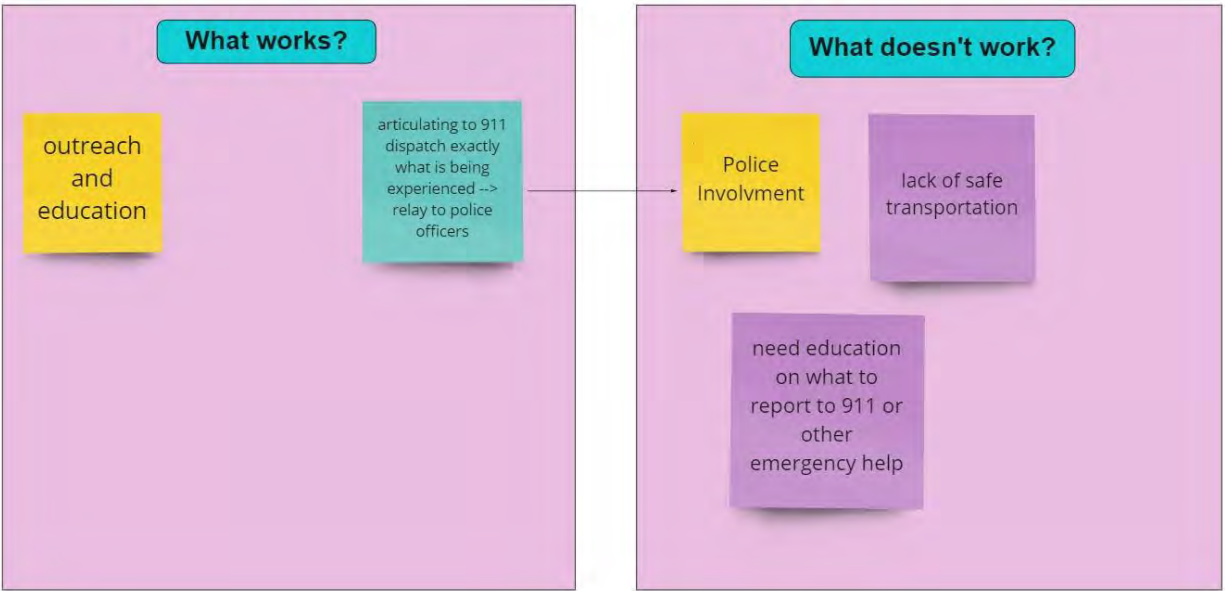 What works?
outreach
and
education
articulating to 911
dispatch exactly
what is being
experienced -->
relay to police
officers
What doesn't work?
Police
Involvment
lack of safe
transportation
need education
on what to
report to 911 or
other
emergency help